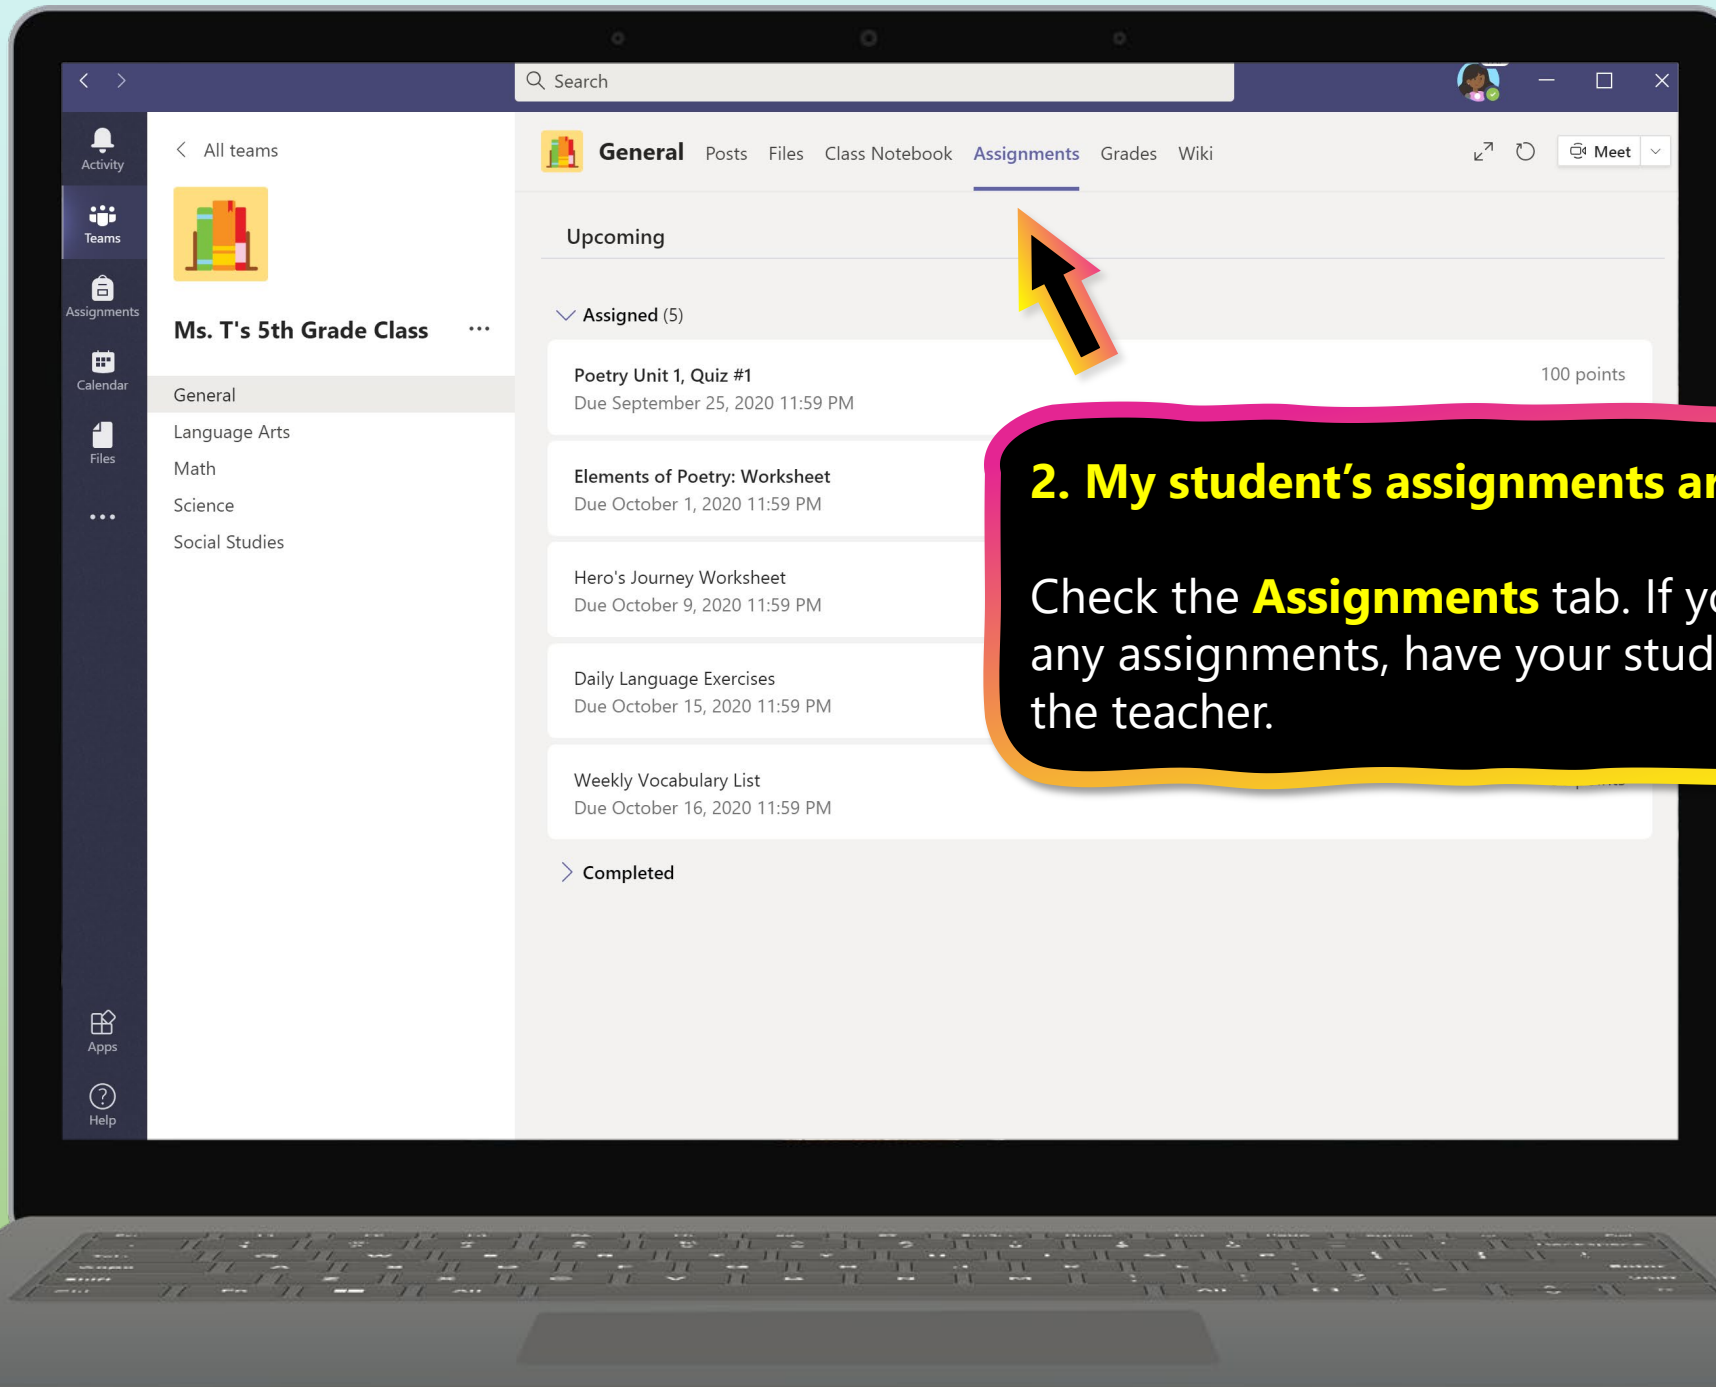 Search
Activity
Teams
Assignments
Calendar
Files
Apps
Help
All teams
Ms. T's 5th Grade Class
General
Language Arts
Math
Science
Social Studies
General Posts Files Class Notebook Assignments Grades Wiki
Meet
Upcoming
Assigned (5)
Poetry Unit 1, Quiz #1
100 points
Due September 25, 2020 11:59 PM
Elements of Poetry: Worksheet
Due October 1, 2020 11:59 PM
Hero's Journey Worksheet
Due October 9, 2020 11:59 PM
Daily Language Exercises
Due October 15, 2020 11:59 PM
Weekly Vocabulary List
Due October 16, 2020 11:59 PM
Completed
2. My student’s assignments
Check the Assignments tab. If
any assignments, have your
the teacher.